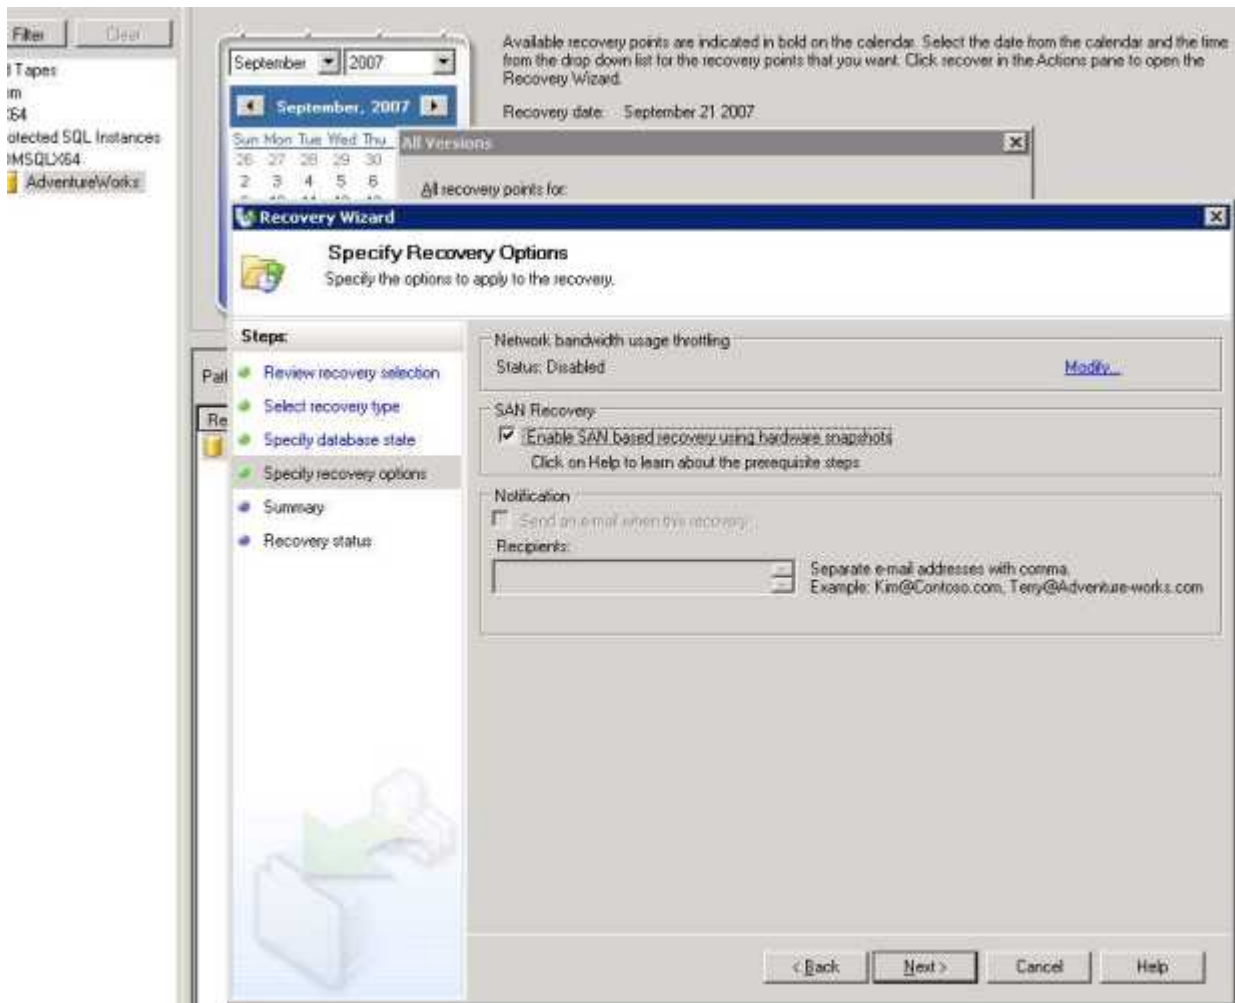 Filter
Clear
Tapes
otected SQL Instances
AdventureWorks
September
2007
September, 2007
Sun Mon Tue Wed Thu
26 27 28 29 30
2 3 4 5 6
Available recovery points are indicated in bold on the calendar. Select the date from the calendar and the time
from the drop down list for the recovery points that you want. Click recover in the Actions pane to open the
Recovery Wizard.
Recovery date: September 21 2007
All Versions
All recovery points for:
Recovery Wizard
Specify Recovery Options
Specify the options to apply to the recovery.
Steps:
Review recovery selection
Select recovery type
Specify database state
Specify recovery options
Summary
Recovery status
Network bandwidth usage throttling
Status: Disabled
Modify...
SAN Recovery
Enable SAN based recovery using hardware snapshots
Click on Help to learn about the prerequisite steps
Notification
Send an e-mail when this recovery
Recipients:
Separate e-mail addresses with comma.
Example: Kim@Contoso.com, Terry@Adventure-works.com
< Back
Next >
Cancel
Help